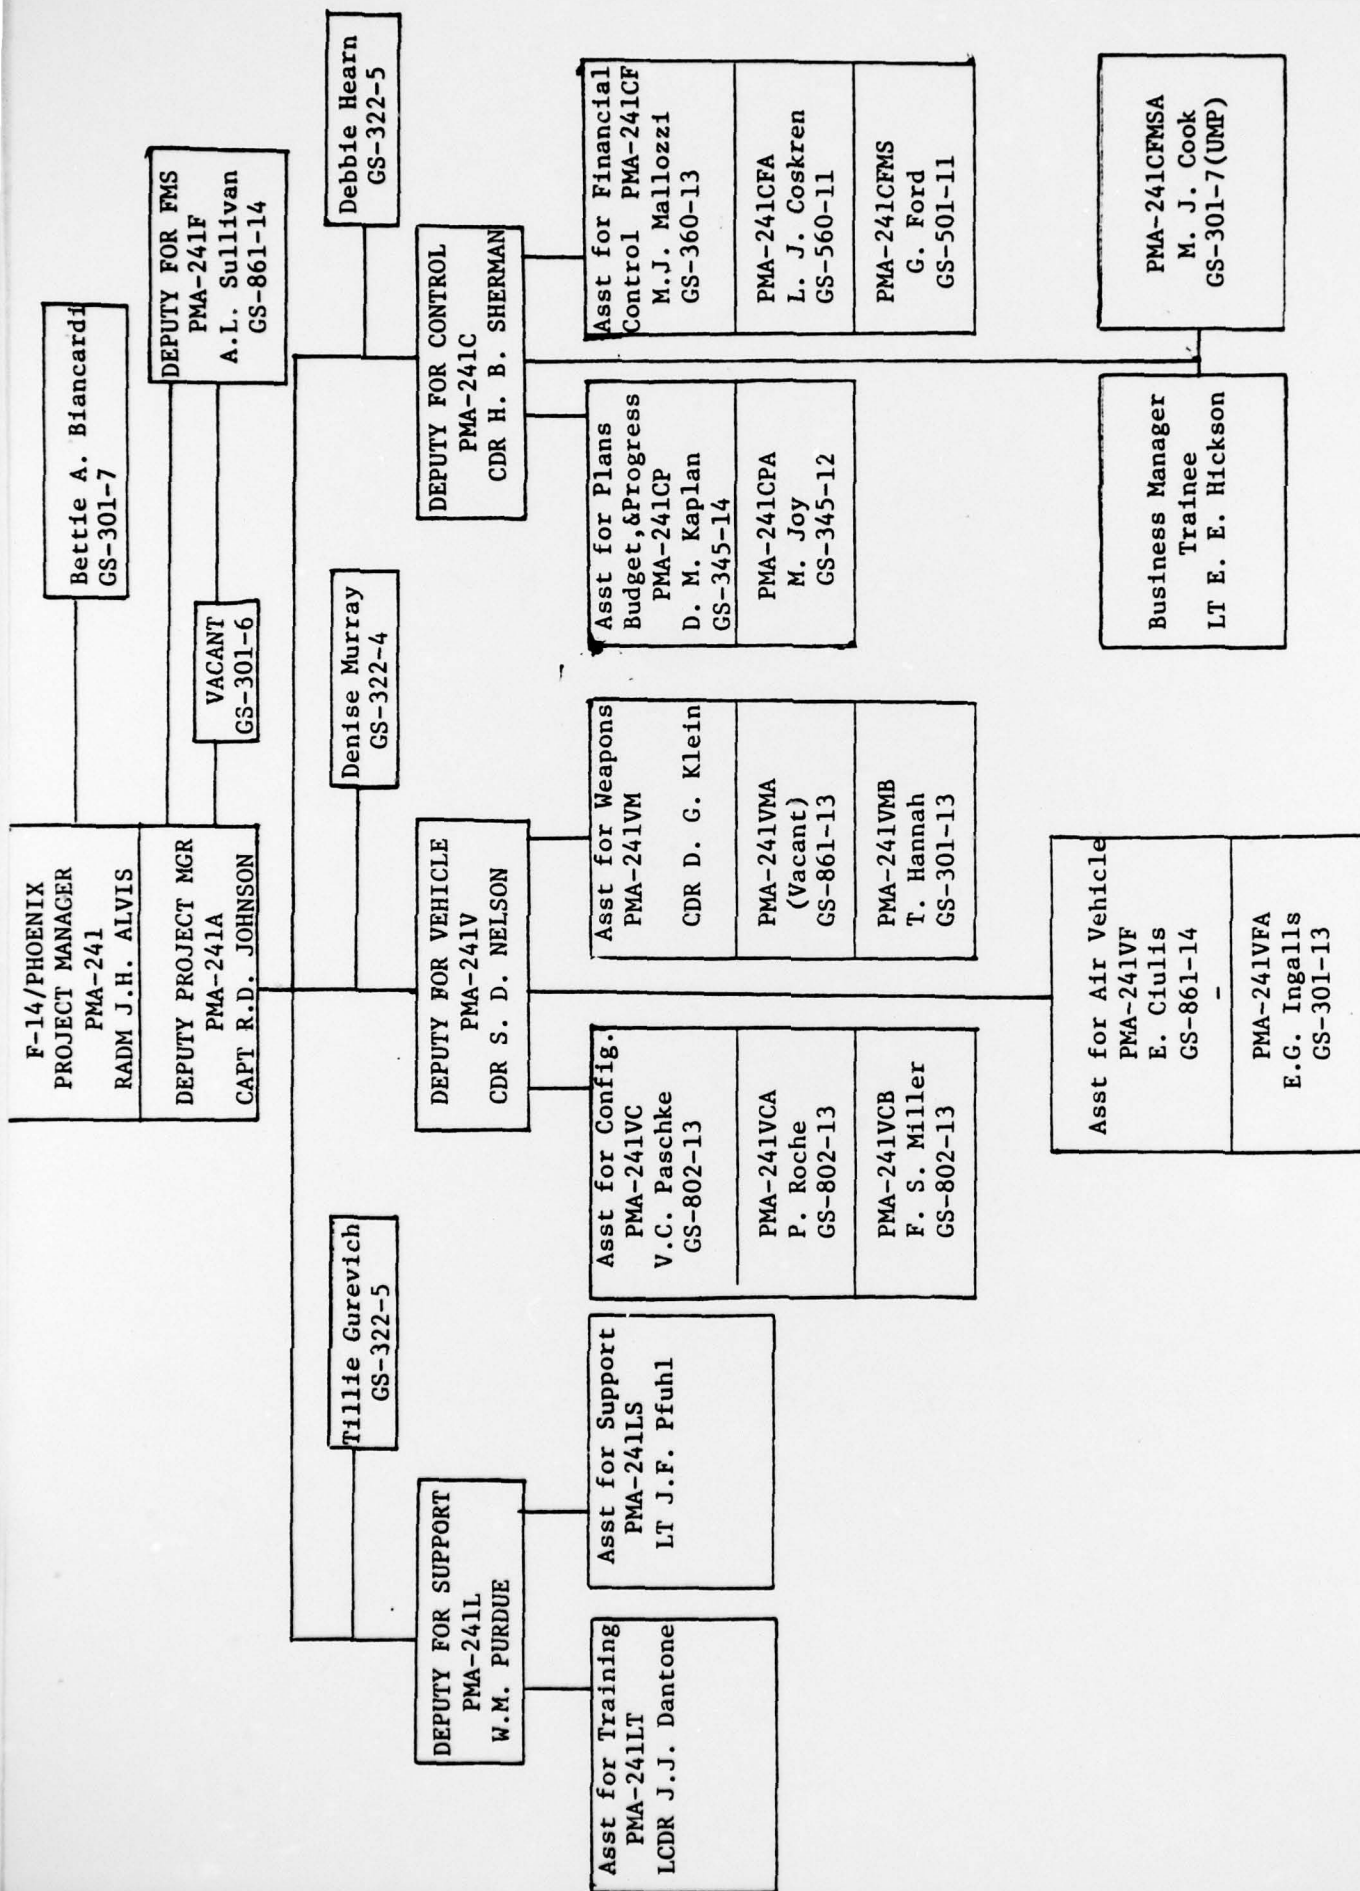 F-14/PHOENIX
PROJECT MANAGER
PMA-241
RADM J.H. ALVIS
DEPUTY PROJECT MGR
PMA-241A
CAPT R.D. JOHNSON
Bettie A. Biancardi
GS-301-7
VACANT
GS-301-6
DEPUTY FOR FMS
PMA-241F
A.L. Sullivan
GS-861-14
Tillie Gurevich
GS-322-5
Denise Murray
GS-322-4
Debbie Hearn
GS-322-5
DEPUTY FOR SUPPORT
PMA-241L
W.M. PURDUE
DEPUTY FOR VEHICLE
PMA-241V
CDR S. D. NELSON
DEPUTY FOR CONTROL
PMA-241C
CDR H. B. SHERMAN
Asst for Training
PMA-241LT
LCDR J.J. Dantone
Asst for Support
PMA-241LS
LT J.F. Pfuhl
Asst for Config.
PMA-241VC
V.C. Paschke
GS-802-13
PMA-241VCA
P. Roche
GS-802-13
PMA-241VCB
F. S. Miller
GS-802-13
Asst for Weapons
PMA-241VM
CDR D. G. Klein
PMA-241VMA
(Vacant)
GS-861-13
PMA-241VMB
T. Hannah
GS-301-13
Asst for Plans
Budget,&Progress
PMA-241CP
D. M. Kaplan
GS-345-14
PMA-241CPA
M. Joy
GS-345-12
Asst for Financial
Control PMA-241CF
M.J. Mallozzi
GS-360-13
PMA-241CFA
L. J. Coskren
GS-560-11
PMA-241CFMS
G. Ford
GS-501-11
Asst for Air Vehicle
PMA-241VF
E. Ciulis
GS-861-14
-
PMA-241VFA
E.G. Ingalls
GS-301-13
Business Manager
Trainee
LT E. E. Hickson
PMA-241CFMSA
M. J. Cook
GS-301-7(UMP)